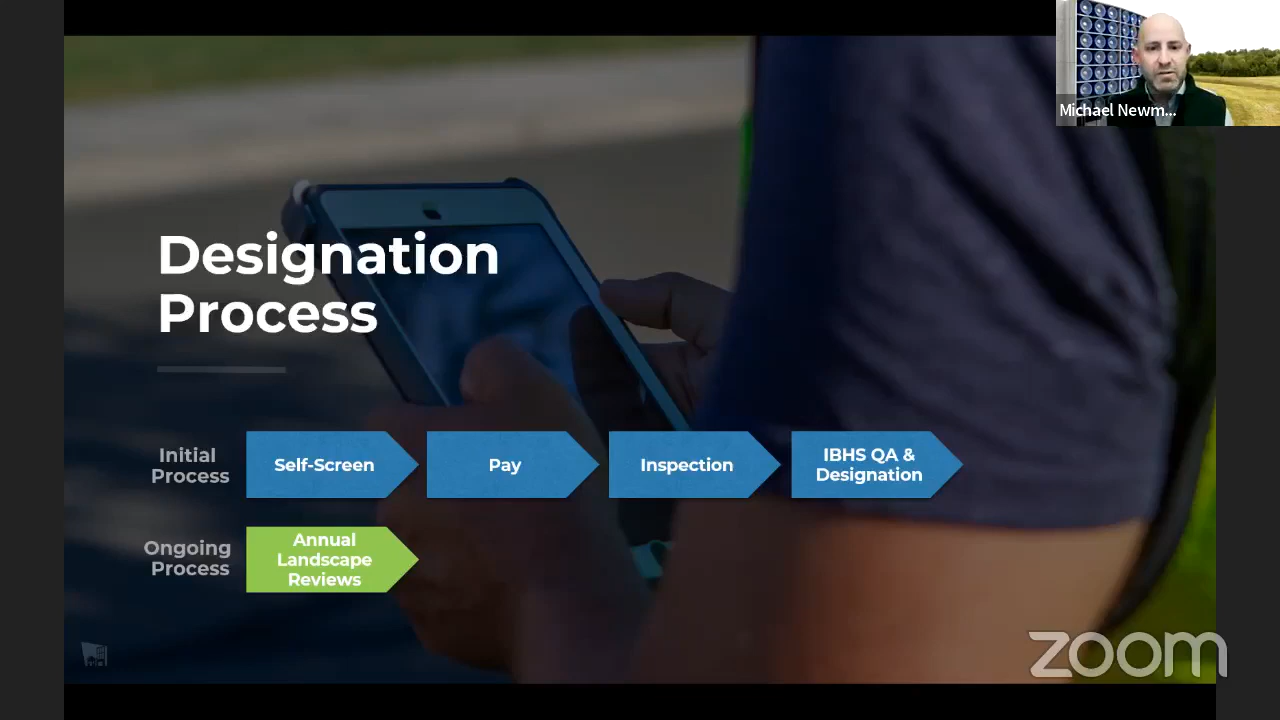 Michael Newm...
Designation
Process
Initial
Process
Self-Screen
Pay
Inspection
IBHS QA &
Designation
Ongoing
Process
Annual
Landscape
Reviews
zoom